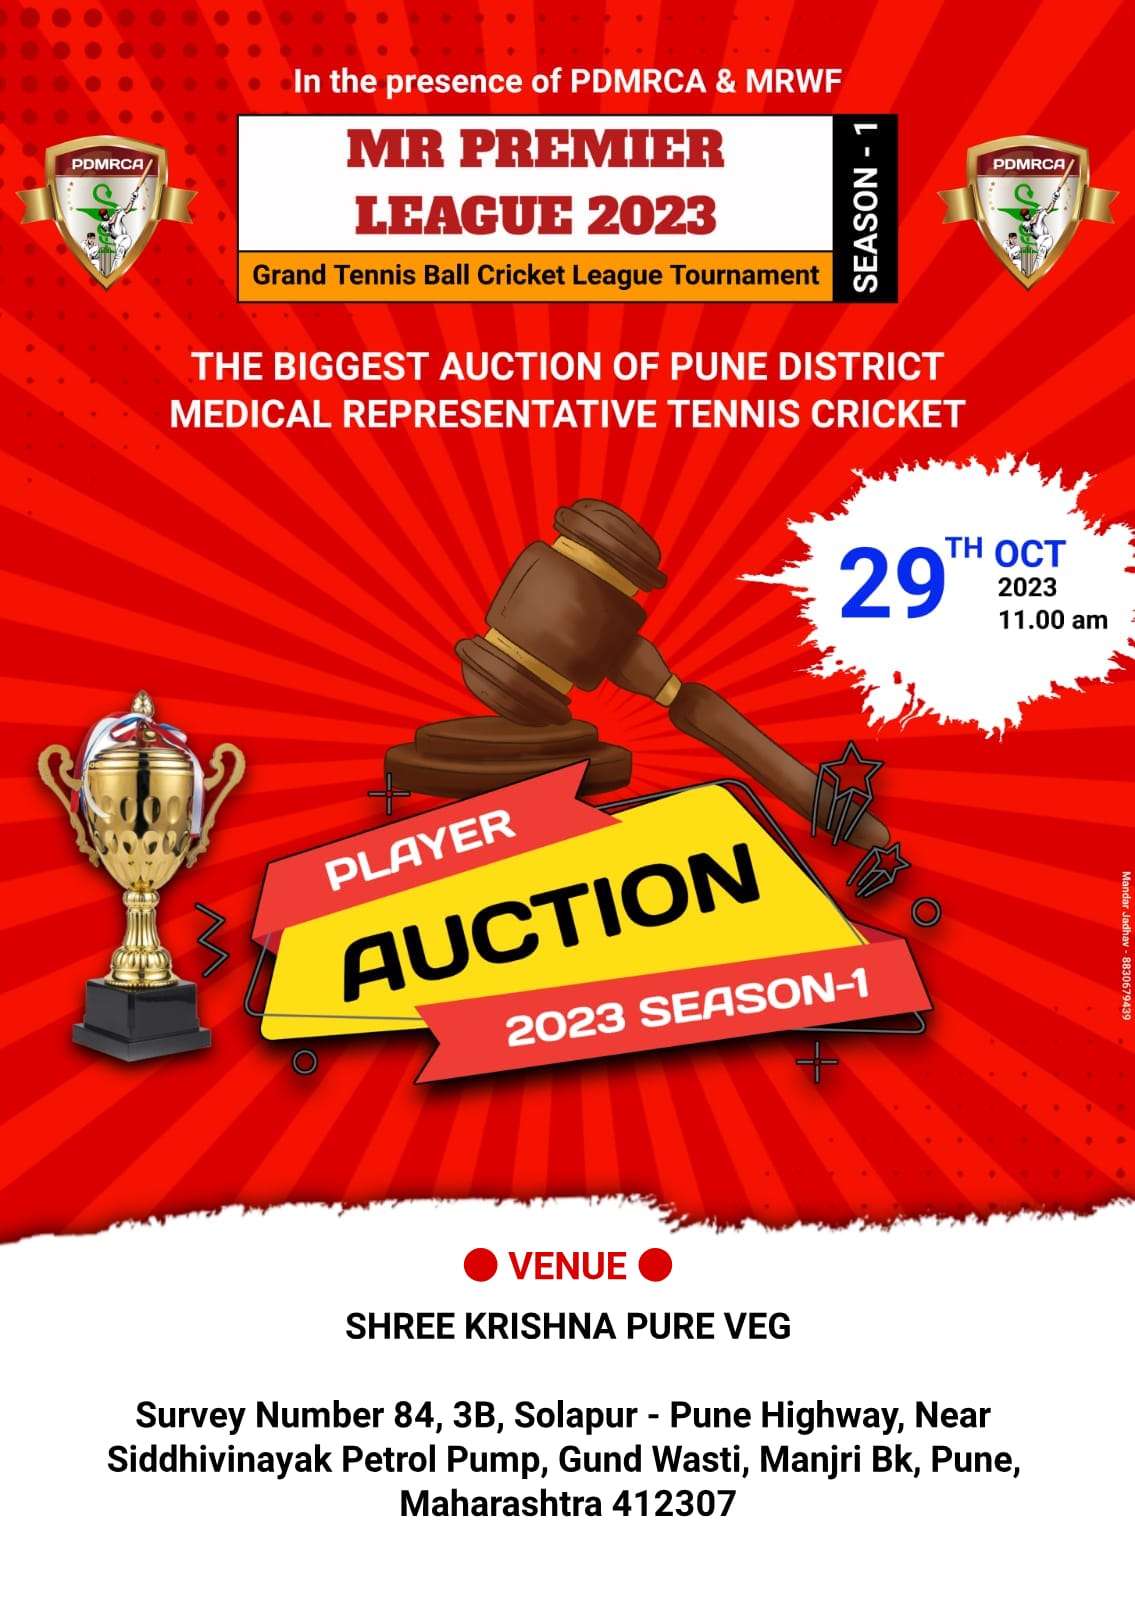 In the presence of PDMRCA & MRWF
PDMRCA
MR PREMIER
LEAGUE 2023
Grand Tennis Ball Cricket League Tournament
SEASON - 1
PDMRCA
THE BIGGEST AUCTION OF PUNE DISTRICT
MEDICAL REPRESENTATIVE TENNIS CRICKET
29TH OCT
2023
11.00 am
PLAYER
AUCTION
2023 SEASON-1
Mandar Jadhav - 8830679439
VENUE
SHREE KRISHNA PURE VEG
Survey Number 84, 3B, Solapur - Pune Highway, Near
Siddhivinayak Petrol Pump, Gund Wasti, Manjri Bk, Pune,
Maharashtra 412307